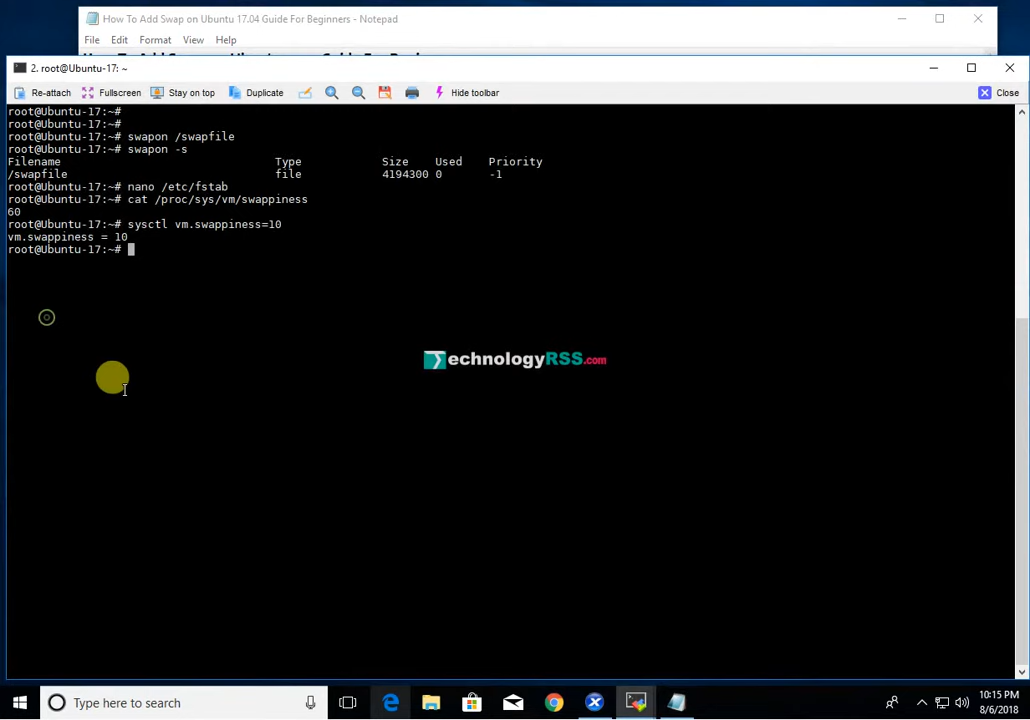 How To Add Swap on Ubuntu 17.04 Guide For Beginners - Notepad
File Edit Format View Help
2. root@Ubuntu-17: ~
Re-attach Fullscreen Stay on top Duplicate Hide toolbar Close
root@Ubuntu-17:~#
root@Ubuntu-17:~#
root@Ubuntu-17:~# swapon /swapfile
root@Ubuntu-17:~# swapon -s
Filename Type Size Used Priority
/swapfile file 4194300 0 -1
root@Ubuntu-17:~# nano /etc/fstab
root@Ubuntu-17:~# cat /proc/sys/vm/swappiness
60
root@Ubuntu-17:~# sysctl vm.swappiness=10
vm.swappiness = 10
root@Ubuntu-17:~#
TechnologyRSS.com
Type here to search
10:15 PM
8/6/2018